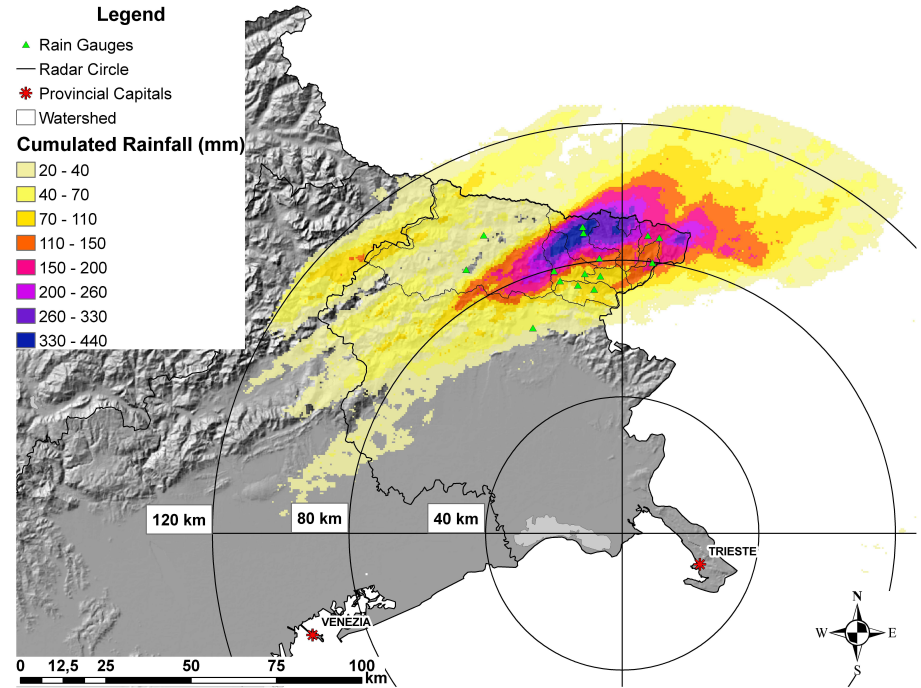 Legend
Rain Gauges
Radar Circle
Provincial Capitals
Watershed
Cumulated Rainfall (mm)
20 - 40
40 - 70
70 - 110
110 - 150
150 - 200
200 - 260
260 - 330
330 - 440
120 km
80 km
40 km
TRIESTE
VENEZIA
N
W
E
S
0 12,5 25 50 75 100
km